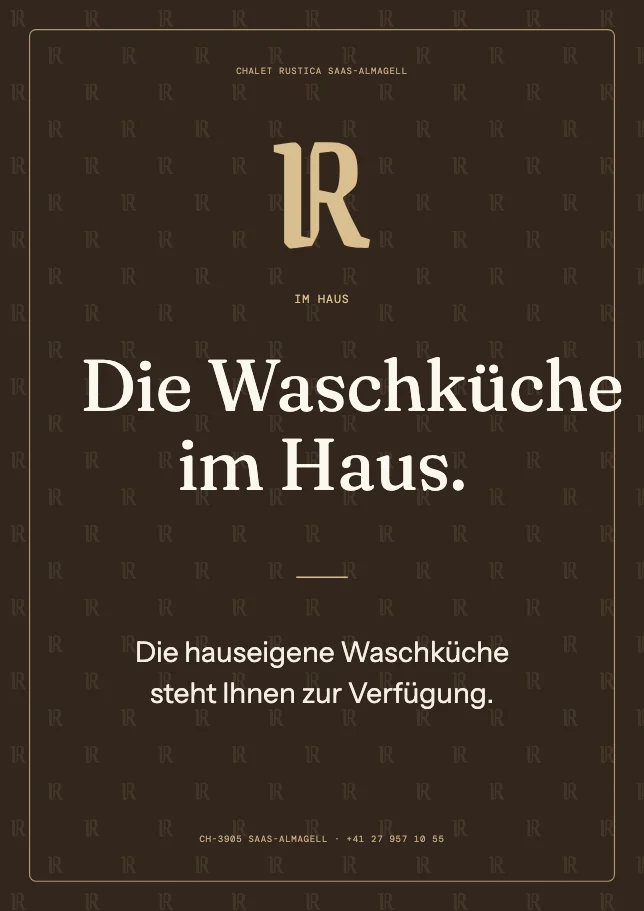 CHALET RUSTICA SAAS-ALMAGELL
R
IM HAUS
Die Waschküche
im Haus.
Die hauseigene Waschküche
steht Ihnen zur Verfügung.
CH-3905 SAAS-ALMAGELL · +41 27 957 10 55